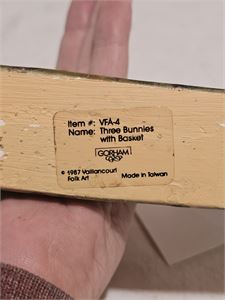 Item #: VFA-4
Name: Three Bunnies
with Basket
GORHAM
© 1987 Vaillancourt
Folk Art
Made in Taiwan